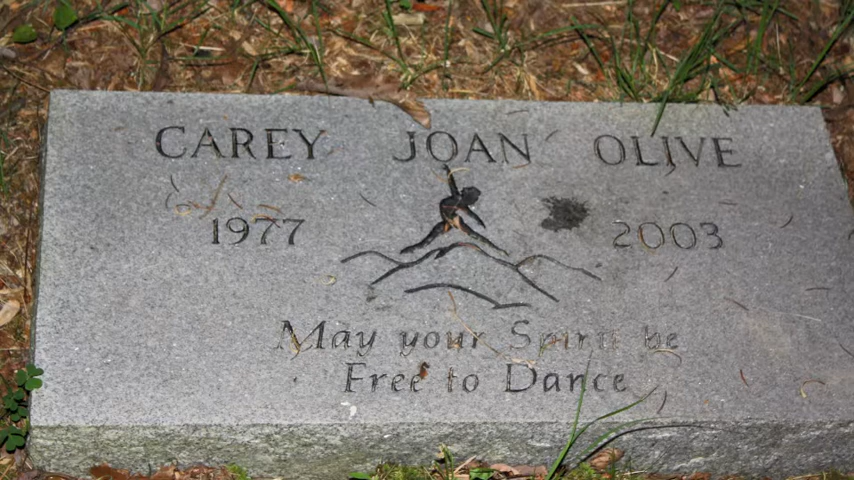 CAREY JOAN OLIVE
1977 2003
May your Spirit be
Free to Dance